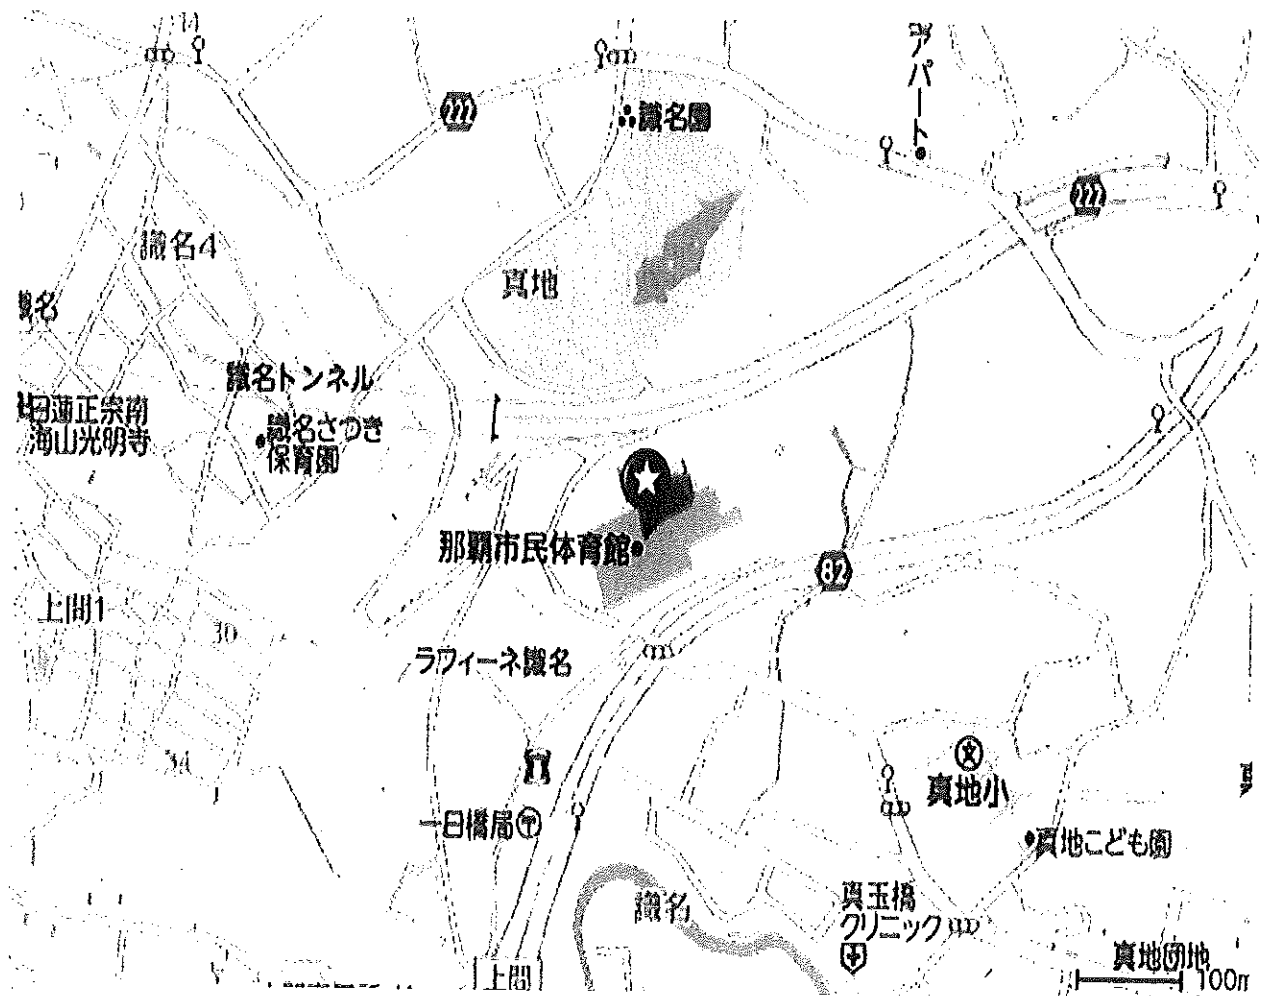 アパート
222
識名園
222
識名4
真地
識名
識名トンネル
日蓮正宗南
海山光明寺
識名さつき
保育園
那覇市民体育館
82
上間1
30
ラフィーネ識名
34
真地小
一日橋局
真地こども園
識名
真玉橋
クリニック
上間
真地団地
100m